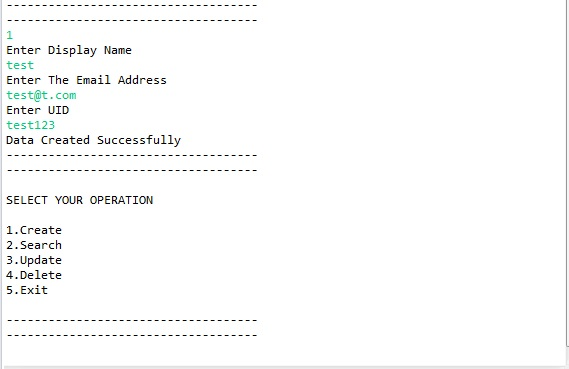 ------------------------------------
------------------------------------
1
Enter Display Name
test
Enter The Email Address
test@t.com
Enter UID
test123
Data Created Successfully
------------------------------------
------------------------------------
SELECT YOUR OPERATION
1.Create
2.Search
3.Update
4.Delete
5.Exit
------------------------------------
------------------------------------